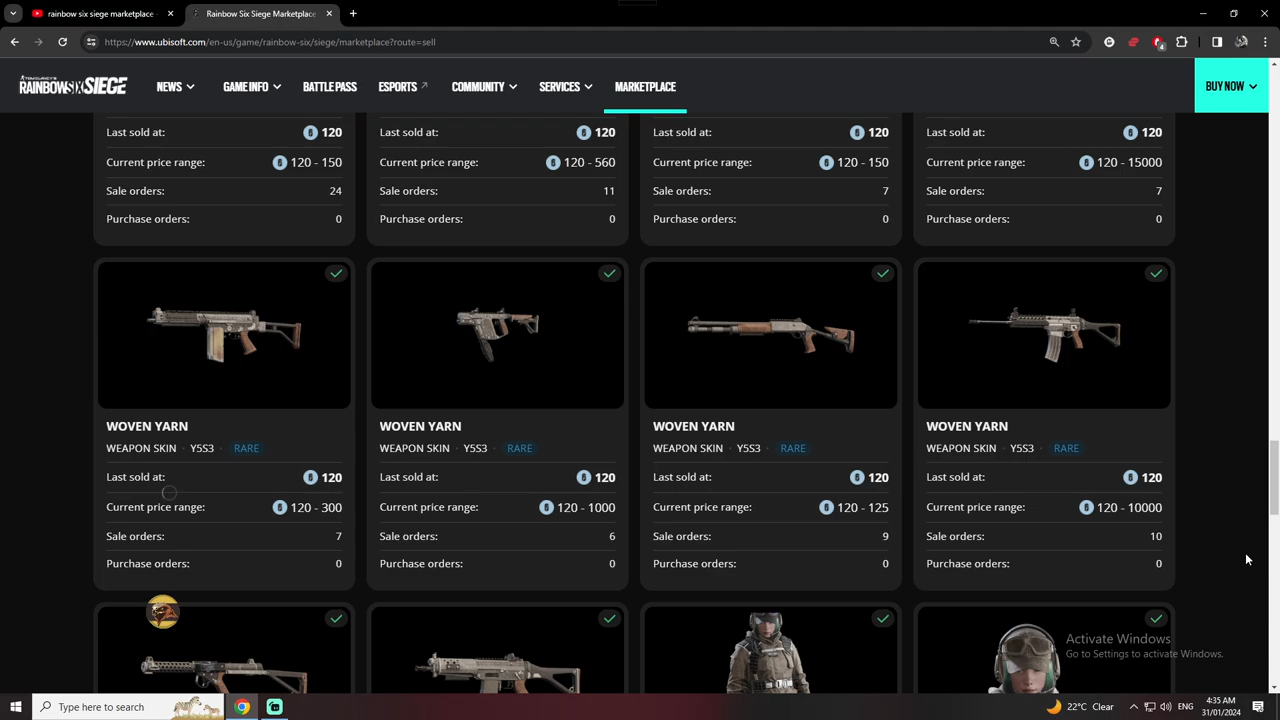 rainbow six siege marketplace -
Rainbow Six Siege Marketplace
https://www.ubisoft.com/en-us/game/rainbow-six/siege/marketplace?route=sell
4
TOM CLANCY'S
RAINBOW SIX SIEGE
NEWS
GAME INFO
BATTLE PASS
ESPORTS
COMMUNITY
SERVICES
MARKETPLACE
BUY NOW
Last sold at: 120
Current price range: 120 - 150
Sale orders: 24
Purchase orders: 0
Last sold at: 120
Current price range: 120 - 560
Sale orders: 11
Purchase orders: 0
Last sold at: 120
Current price range: 120 - 150
Sale orders: 7
Purchase orders: 0
Last sold at: 120
Current price range: 120 - 15000
Sale orders: 7
Purchase orders: 0
WOVEN YARN
WEAPON SKIN · Y5S3 · RARE
Last sold at: 120
Current price range: 120 - 300
Sale orders: 7
Purchase orders: 0
WOVEN YARN
WEAPON SKIN · Y5S3 · RARE
Last sold at: 120
Current price range: 120 - 1000
Sale orders: 6
Purchase orders: 0
WOVEN YARN
WEAPON SKIN · Y5S3 · RARE
Last sold at: 120
Current price range: 120 - 125
Sale orders: 9
Purchase orders: 0
WOVEN YARN
WEAPON SKIN · Y5S3 · RARE
Last sold at: 120
Current price range: 120 - 10000
Sale orders: 10
Purchase orders: 0
Activate Windows
Go to Settings to activate Windows.
Type here to search
22°C Clear
ENG
4:35 AM
31/01/2024